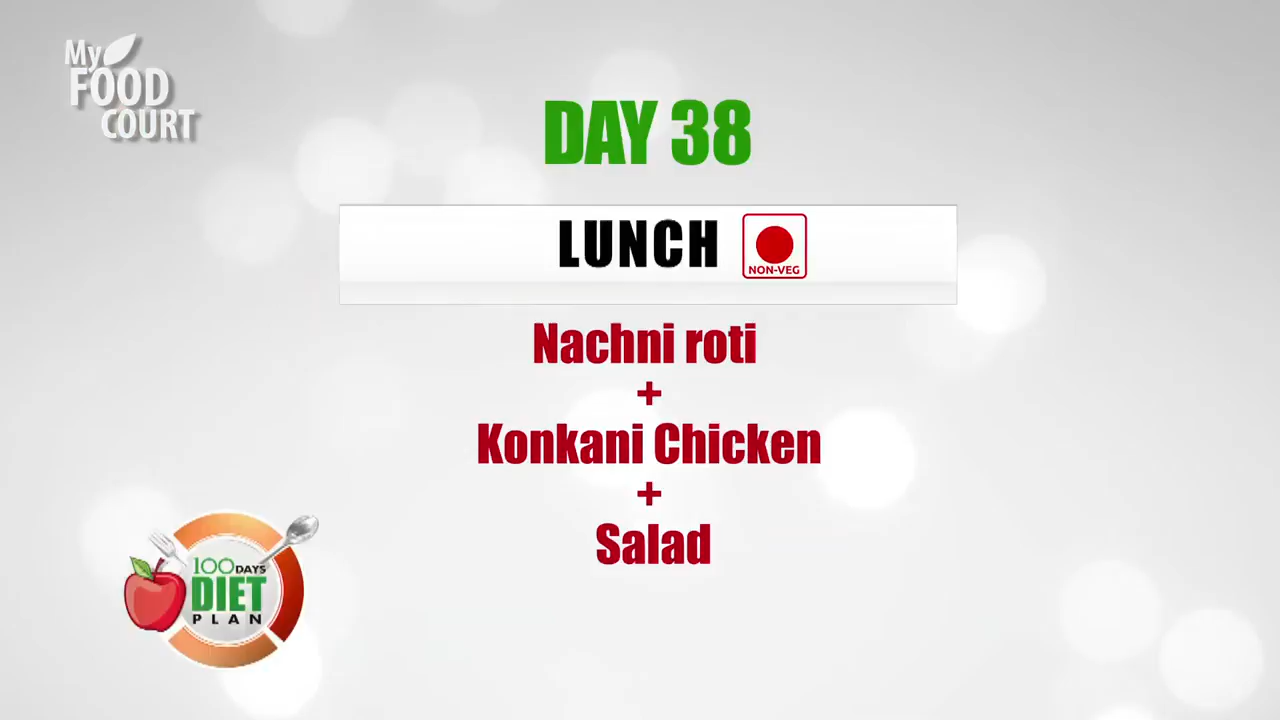 My
FOOD
COURT
DAY 38
LUNCH
NON-VEG
Nachni roti
+
Konkani Chicken
+
Salad
100 DAYS
DIET
PLAN